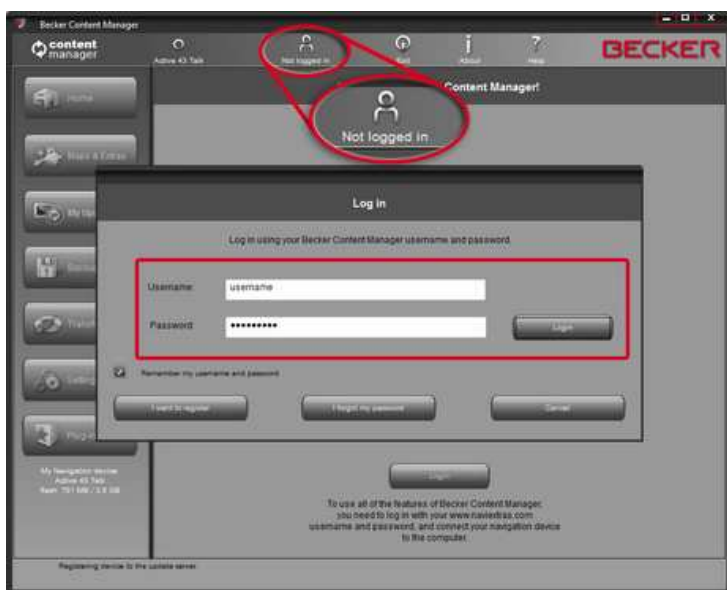 Becker Content Manager
content
manager
Active 43 Talk
Not logged in
About
Help
BECKER
Content Manager!
Not logged in
Home
Maps & Extras
Log in
Log in using your Becker Content Manager username and password.
Username:
username
Password:
•••••••••
Login
Remember my username and password
I want to register
I forgot my password
Cancel
My Navigation device:
Active 43 Talk
Login
To use all of the features of Becker Content Manager,
you need to log in with your www.naviextras.com
username and password, and connect your navigation device
to the computer.
Registering device to the update server.